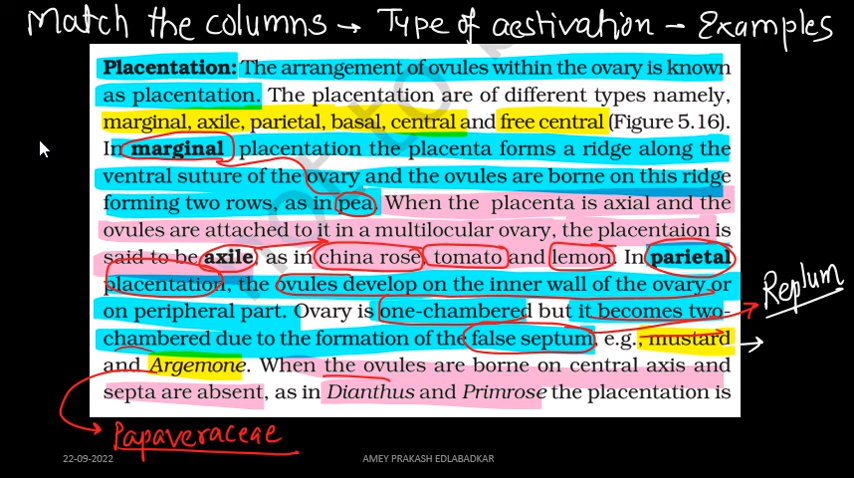 Match the columns → Type of aestivation - Examples
Placentation: The arrangement of ovules within the ovary is known
as placentation. The placentation are of different types namely,
marginal, axile, parietal, basal, central and free central (Figure 5.16).
In marginal placentation the placenta forms a ridge along the
ventral suture of the ovary and the ovules are borne on this ridge
forming two rows, as in pea. When the placenta is axial and the
ovules are attached to it in a multilocular ovary, the placentaion is
said to be axile, as in china rose, tomato and lemon. In parietal
placentation, the ovules develop on the inner wall of the ovary or
on peripheral part. Ovary is one-chambered but it becomes two-
chambered due to the formation of the false septum, e.g., mustard
and Argemone. When the ovules are borne on central axis and
septa are absent, as in Dianthus and Primrose the placentation is
Replum
Papaveraceae
22-09-2022
AMEY PRAKASH EDLABADKAR